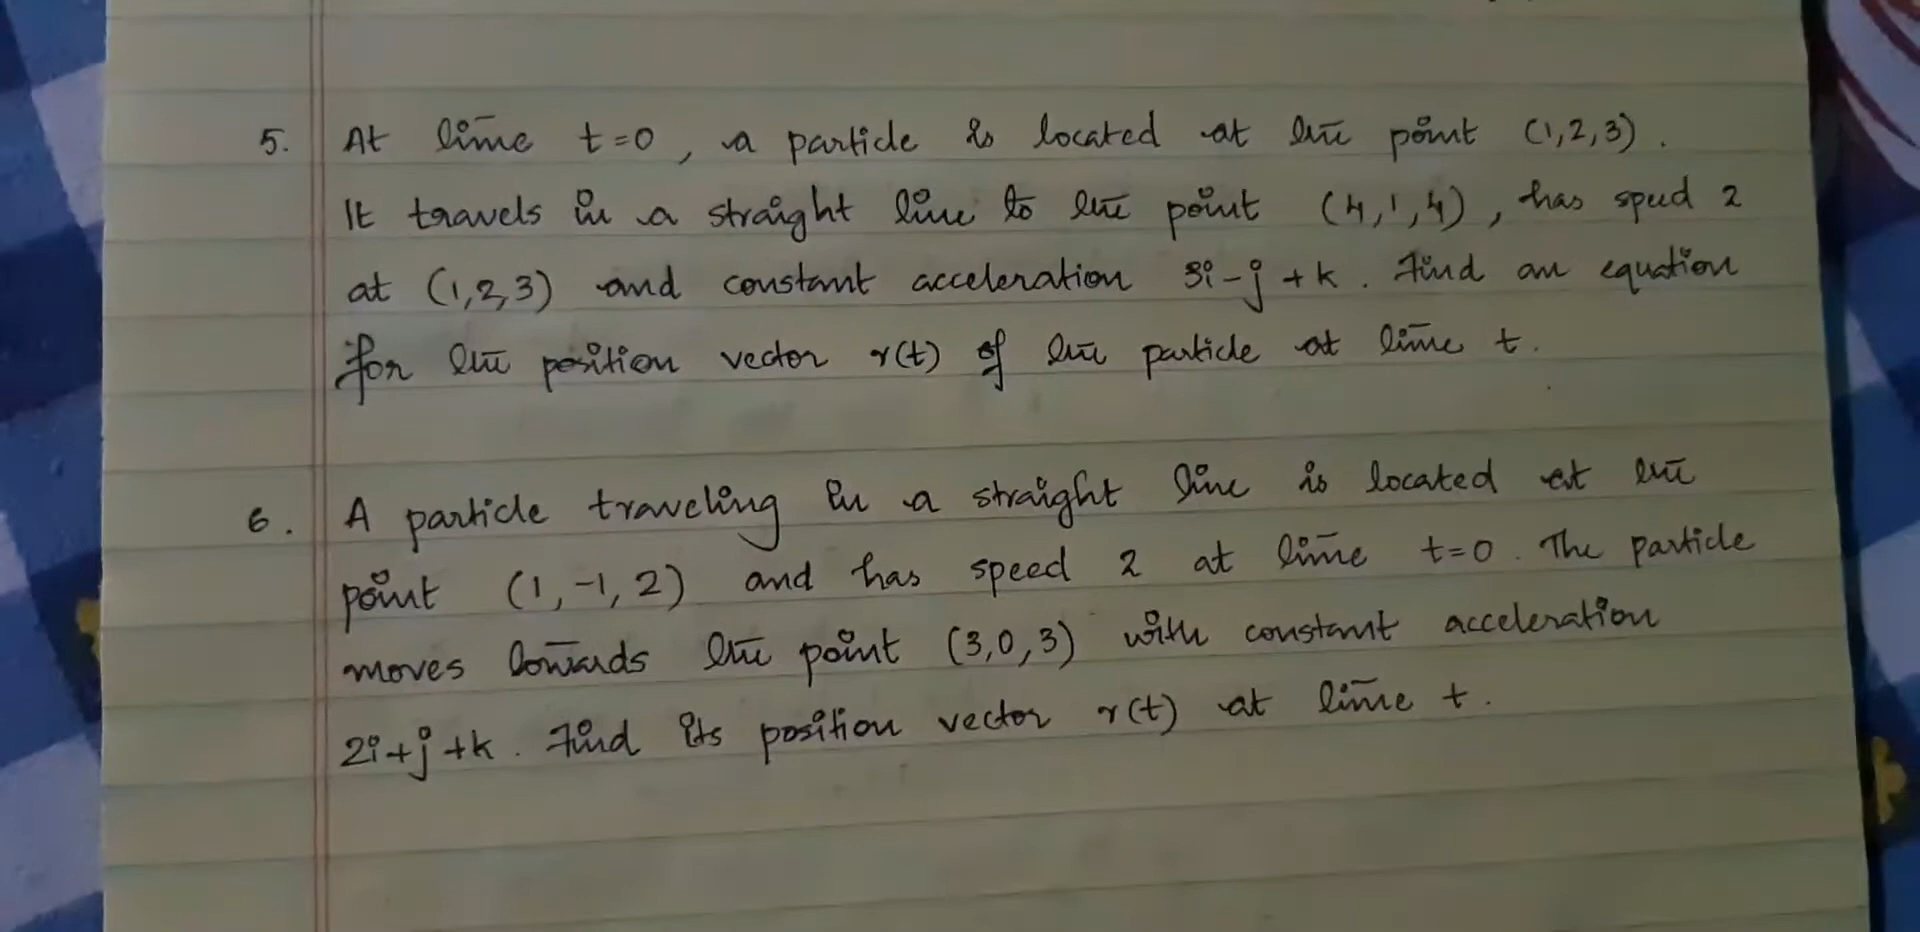 5. At time t=0, a particle is located at the point (1,2,3).
It travels in a straight line to the point (4,1,4), has speed 2
at (1,2,3) and constant acceleration 3i-j+k. Find an equation
for the position vector r(t) of the particle at time t.
6. A particle traveling in a straight line is located at the
point (1,-1,2) and has speed 2 at time t=0. The particle
moves towards the point (3,0,3) with constant acceleration
2i+j+k. Find its position vector r(t) at time t.